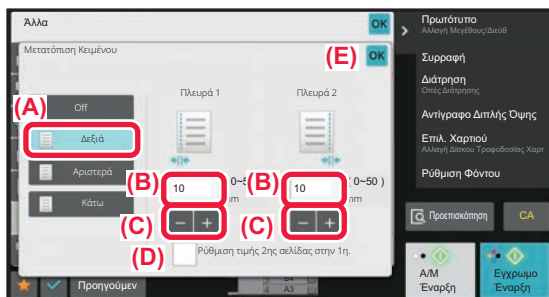 Άλλα
OK
Μετατόπιση Κειμένου
(E)
OK
(A)
Off
Δεξιά
Αριστερά
Κάτω
Πλευρά 1
Πλευρά 2
(B)
10
(B)
10
( 0~50 )
(C)
− +
(C)
− +
(D)
Ρύθμιση τιμής 2ης σελίδας στην 1η.
Προηγούμεν
A3
Πρωτότυπο
Αλλαγή Μεγέθους/Διεύθ
Συρραφή
Διάτρηση
Οπές Διάτρησης
Αντίγραφο Διπλής Όψης
Επιλ. Χαρτιού
Αλλαγή Δίσκου Τροφοδοσίας Χαρτ
Ρύθμιση Φόντου
Προεπισκόπηση
CA
Α/Μ
Έναρξη
Εγχρωμο
Έναρξη